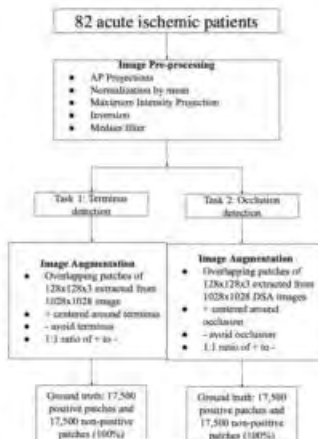 82 acute ischemic patients
Image Pre-processing
● AP Projections
● Normalization by mean
● Maximum Intensity Projection
● Inversion
● Median filter
Task 1: Terminus
detection
Task 2: Occlusion
detection
Image Augmentation
● Overlapping patches of
128x128x3 extracted from
1028x1028 image
● + centered around terminus
● - avoid terminus
● 1:1 ratio of + to -
Image Augmentation
● Overlapping patches of
128x128x3 extracted from
1028x1028 DSA images
● + centered around
occlusion
● - avoid occlusion
● 1:1 ratio of + to -
Ground truth: 17,500
positive patches and
17,500 non-positive
patches (100%)
Ground truth: 17,500
positive patches and
17,500 non-positive
patches (100%)